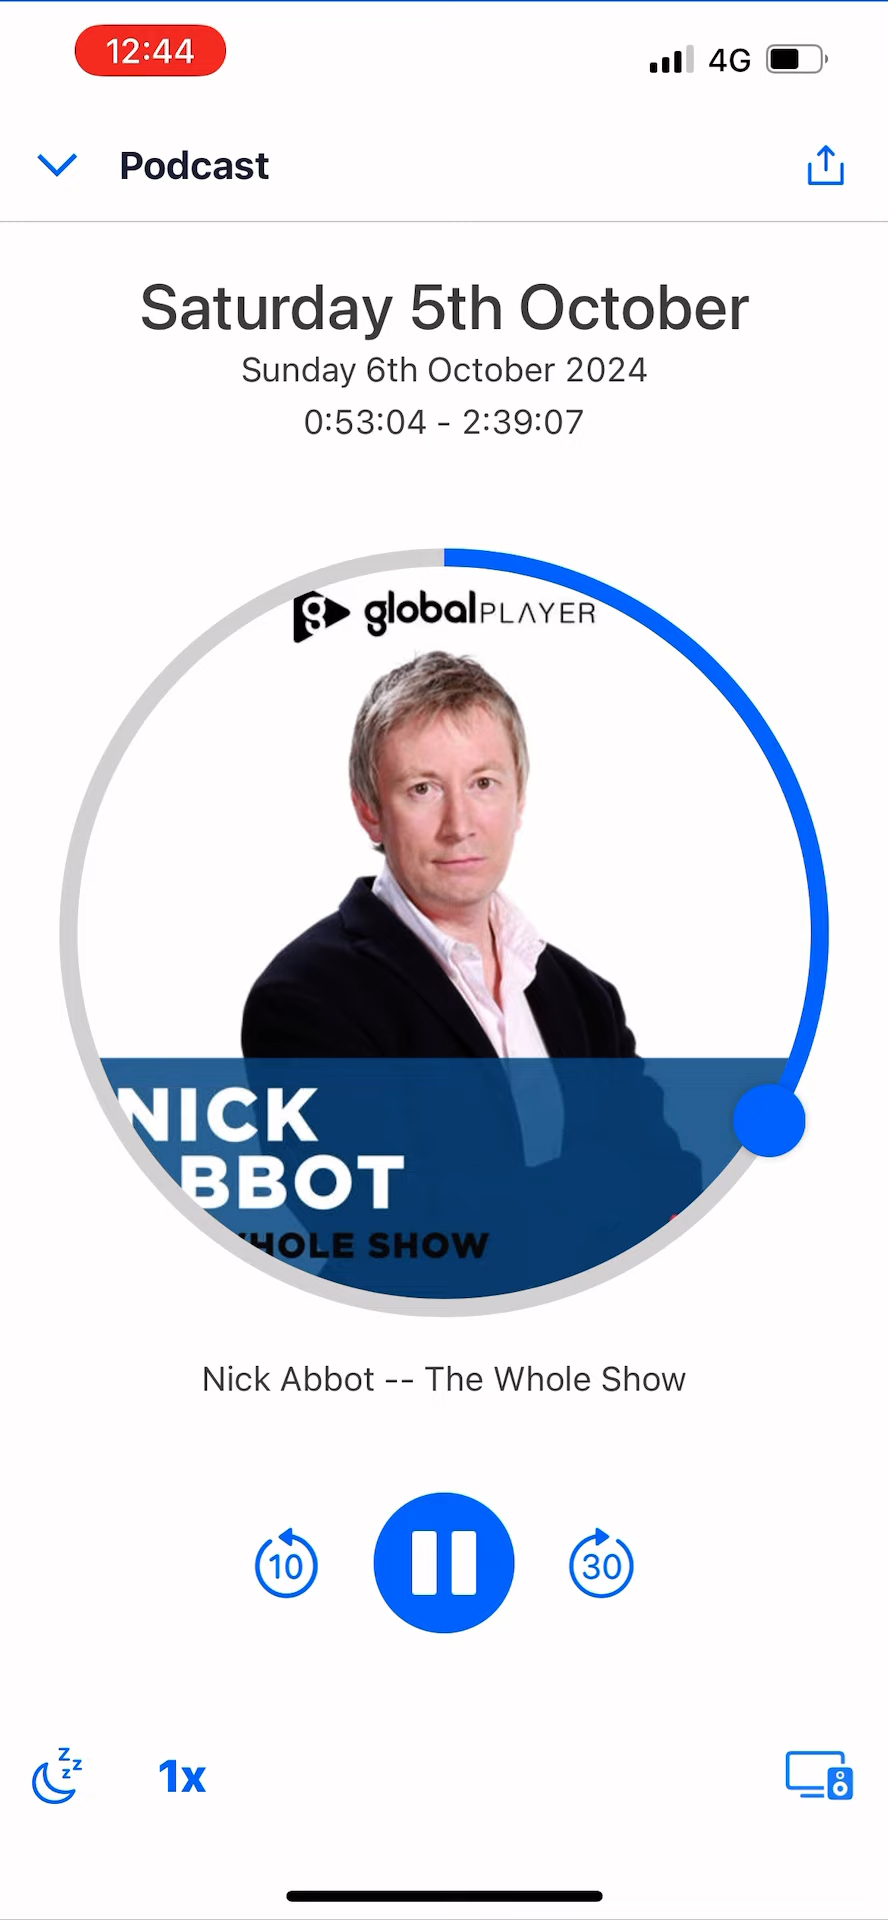 12:44
4G
Podcast
Saturday 5th October
Sunday 6th October 2024
0:53:04 - 2:39:07
g globalPLAYER
NICK
BBOT
HOLE SHOW
Nick Abbot -- The Whole Show
10
30
z z z
1x